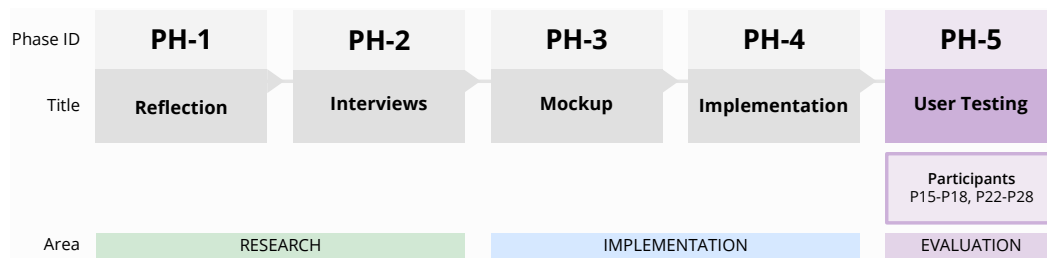 Phase ID PH-1 PH-2 PH-3 PH-4 PH-5
Title Reflection Interviews Mockup Implementation User Testing
Participants
P15-P18, P22-P28
Area RESEARCH IMPLEMENTATION EVALUATION